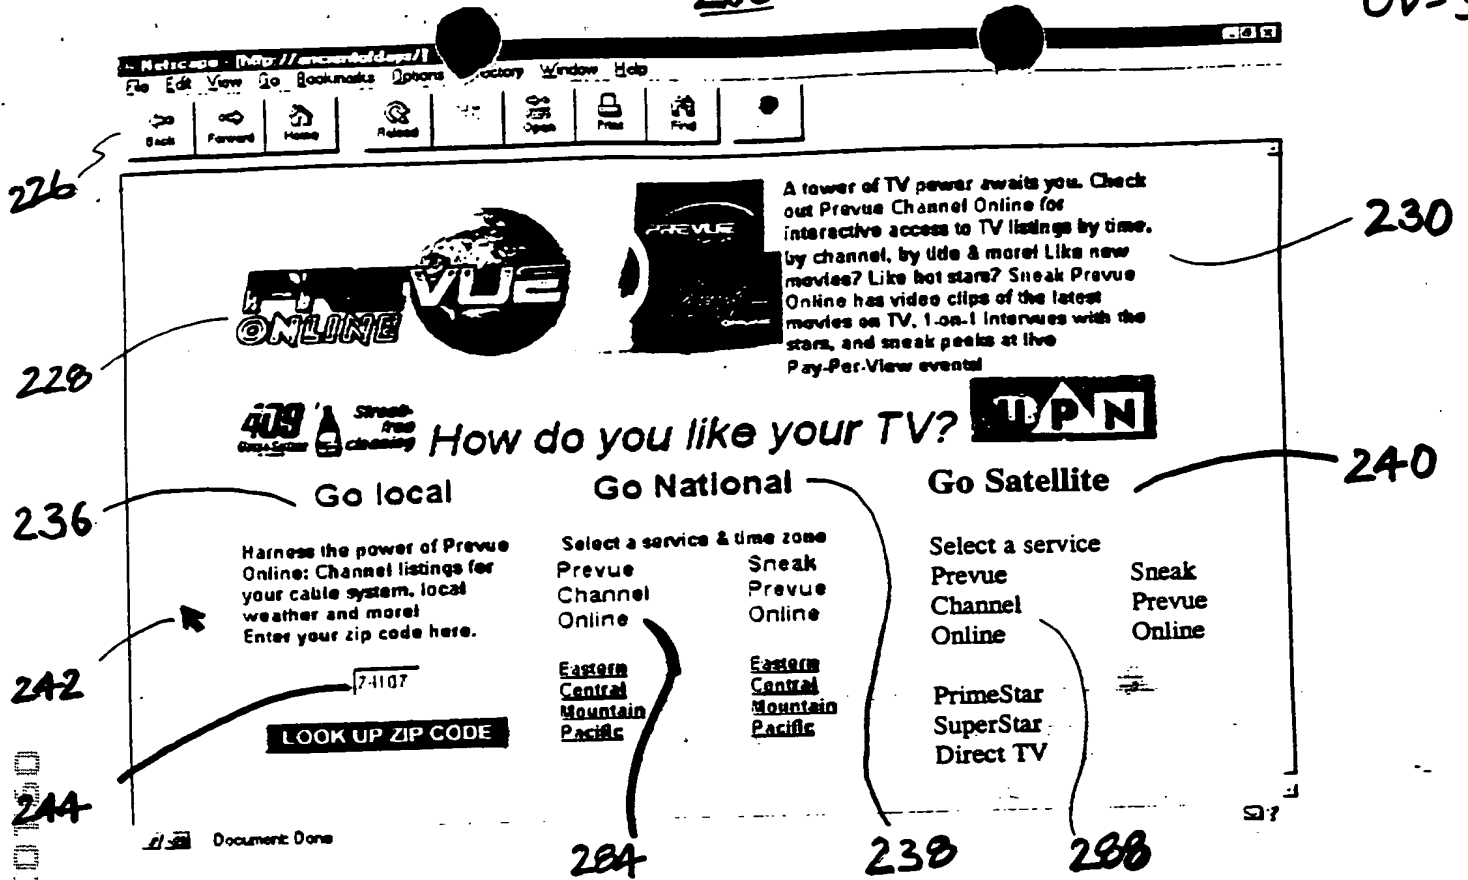 Netscape - [http://
File Edit View Go Bookmarks Options Window Help
Back Forward Home Reload Open Print Find
226
A tower of TV power awaits you. Check
out Prevue Channel Online for
interactive access to TV listings by time,
by channel, by title & more! Like new
movies? Like hot stars? Sneak Prevue
Online has video clips of the latest
movies on TV, 1-on-1 intervues with the
stars, and sneak peeks at live
Pay-Per-View events!
230
PREVUE
VUE
ONLINE
228
409
Streak-
free
cleaning
How do you like your TV?
UPN
236
Go local
Harness the power of Prevue
Online: Channel listings for
your cable system, local
weather and more!
Enter your zip code here.
242
244
LOOK UP ZIP CODE
Go National
Select a service & time zone
Prevue
Channel
Online
Eastern
Central
Mountain
Pacific
Sneak
Prevue
Online
Eastern
Central
Mountain
Pacific
240
Go Satellite
Select a service
Prevue
Channel
Online
Sneak
Prevue
Online
PrimeStar
SuperStar
Direct TV
Document: Done
284
238
288